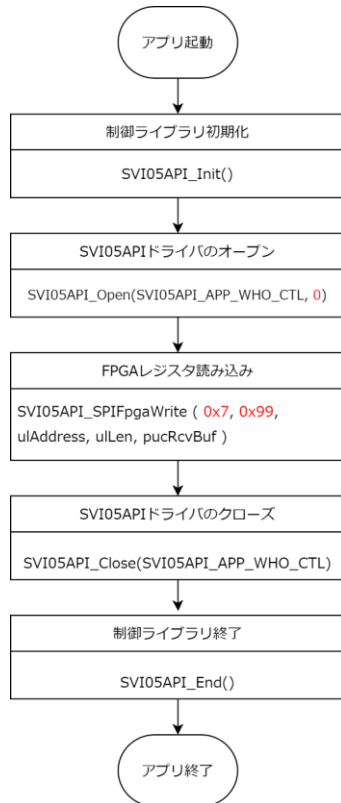 アプリ起動
制御ライブラリ初期化
SVI05API_Init()
SVI05APIドライバのオープン
SVI05API_Open(SVI05API_APP_WHO_CTL, 0)
FPGAレジスタ読み込み
SVI05API_SPIFpgaWrite ( 0x7, 0x99,
ulAddress, ulLen, pucRcvBuf )
SVI05APIドライバのクローズ
SVI05API_Close(SVI05API_APP_WHO_CTL)
制御ライブラリ終了
SVI05API_End()
アプリ終了